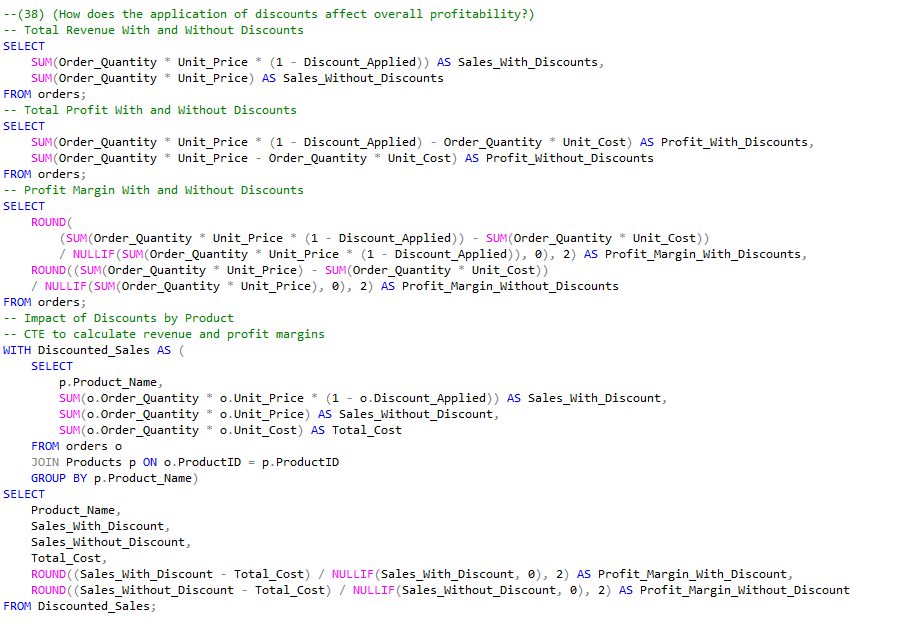 --(38) (How does the application of discounts affect overall profitability?)
-- Total Revenue With and Without Discounts
SELECT
    SUM(Order_Quantity * Unit_Price * (1 - Discount_Applied)) AS Sales_With_Discounts,
    SUM(Order_Quantity * Unit_Price) AS Sales_Without_Discounts
FROM orders;
-- Total Profit With and Without Discounts
SELECT
    SUM(Order_Quantity * Unit_Price * (1 - Discount_Applied) - Order_Quantity * Unit_Cost) AS Profit_With_Discounts,
    SUM(Order_Quantity * Unit_Price - Order_Quantity * Unit_Cost) AS Profit_Without_Discounts
FROM orders;
-- Profit Margin With and Without Discounts
SELECT
    ROUND(
        (SUM(Order_Quantity * Unit_Price * (1 - Discount_Applied)) - SUM(Order_Quantity * Unit_Cost))
        / NULLIF(SUM(Order_Quantity * Unit_Price * (1 - Discount_Applied)), 0), 2) AS Profit_Margin_With_Discounts,
    ROUND((SUM(Order_Quantity * Unit_Price) - SUM(Order_Quantity * Unit_Cost))
    / NULLIF(SUM(Order_Quantity * Unit_Price), 0), 2) AS Profit_Margin_Without_Discounts
FROM orders;
-- Impact of Discounts by Product
-- CTE to calculate revenue and profit margins
WITH Discounted_Sales AS (
    SELECT
        p.Product_Name,
        SUM(o.Order_Quantity * o.Unit_Price * (1 - o.Discount_Applied)) AS Sales_With_Discount,
        SUM(o.Order_Quantity * o.Unit_Price) AS Sales_Without_Discount,
        SUM(o.Order_Quantity * o.Unit_Cost) AS Total_Cost
    FROM orders o
    JOIN Products p ON o.ProductID = p.ProductID
    GROUP BY p.Product_Name)
SELECT
    Product_Name,
    Sales_With_Discount,
    Sales_Without_Discount,
    Total_Cost,
    ROUND((Sales_With_Discount - Total_Cost) / NULLIF(Sales_With_Discount, 0), 2) AS Profit_Margin_With_Discount,
    ROUND((Sales_Without_Discount - Total_Cost) / NULLIF(Sales_Without_Discount, 0), 2) AS Profit_Margin_Without_Discount
FROM Discounted_Sales;